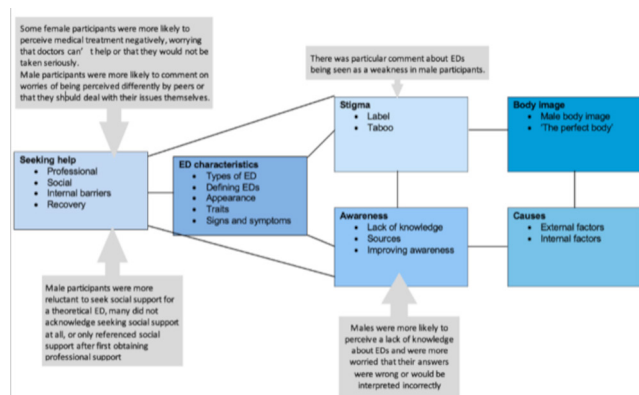 Some female participants were more likely to
perceive medical treatment negatively, worrying
that doctors can't help or that they would not be
taken seriously.
Male participants were more likely to comment on
worries of being perceived differently by peers or
that they should deal with their issues themselves.
There was particular comment about EDs
being seen as a weakness in male participants.
Stigma
• Label
• Taboo
Body image
• Male body image
• 'The perfect body'
Seeking help
• Professional
• Social
• Internal barriers
• Recovery
ED characteristics
• Types of ED
• Defining EDs
• Appearance
• Traits
• Signs and symptoms
Awareness
• Lack of knowledge
• Sources
• Improving awareness
Causes
• External factors
• Internal factors
Male participants were more
reluctant to seek social support for
a theoretical ED, many did not
acknowledge seeking social support
at all, or only referenced social
support after first obtaining
professional support
Males were more likely to
perceive a lack of knowledge
about EDs and were more
worried that their answers
were wrong or would be
interpreted incorrectly